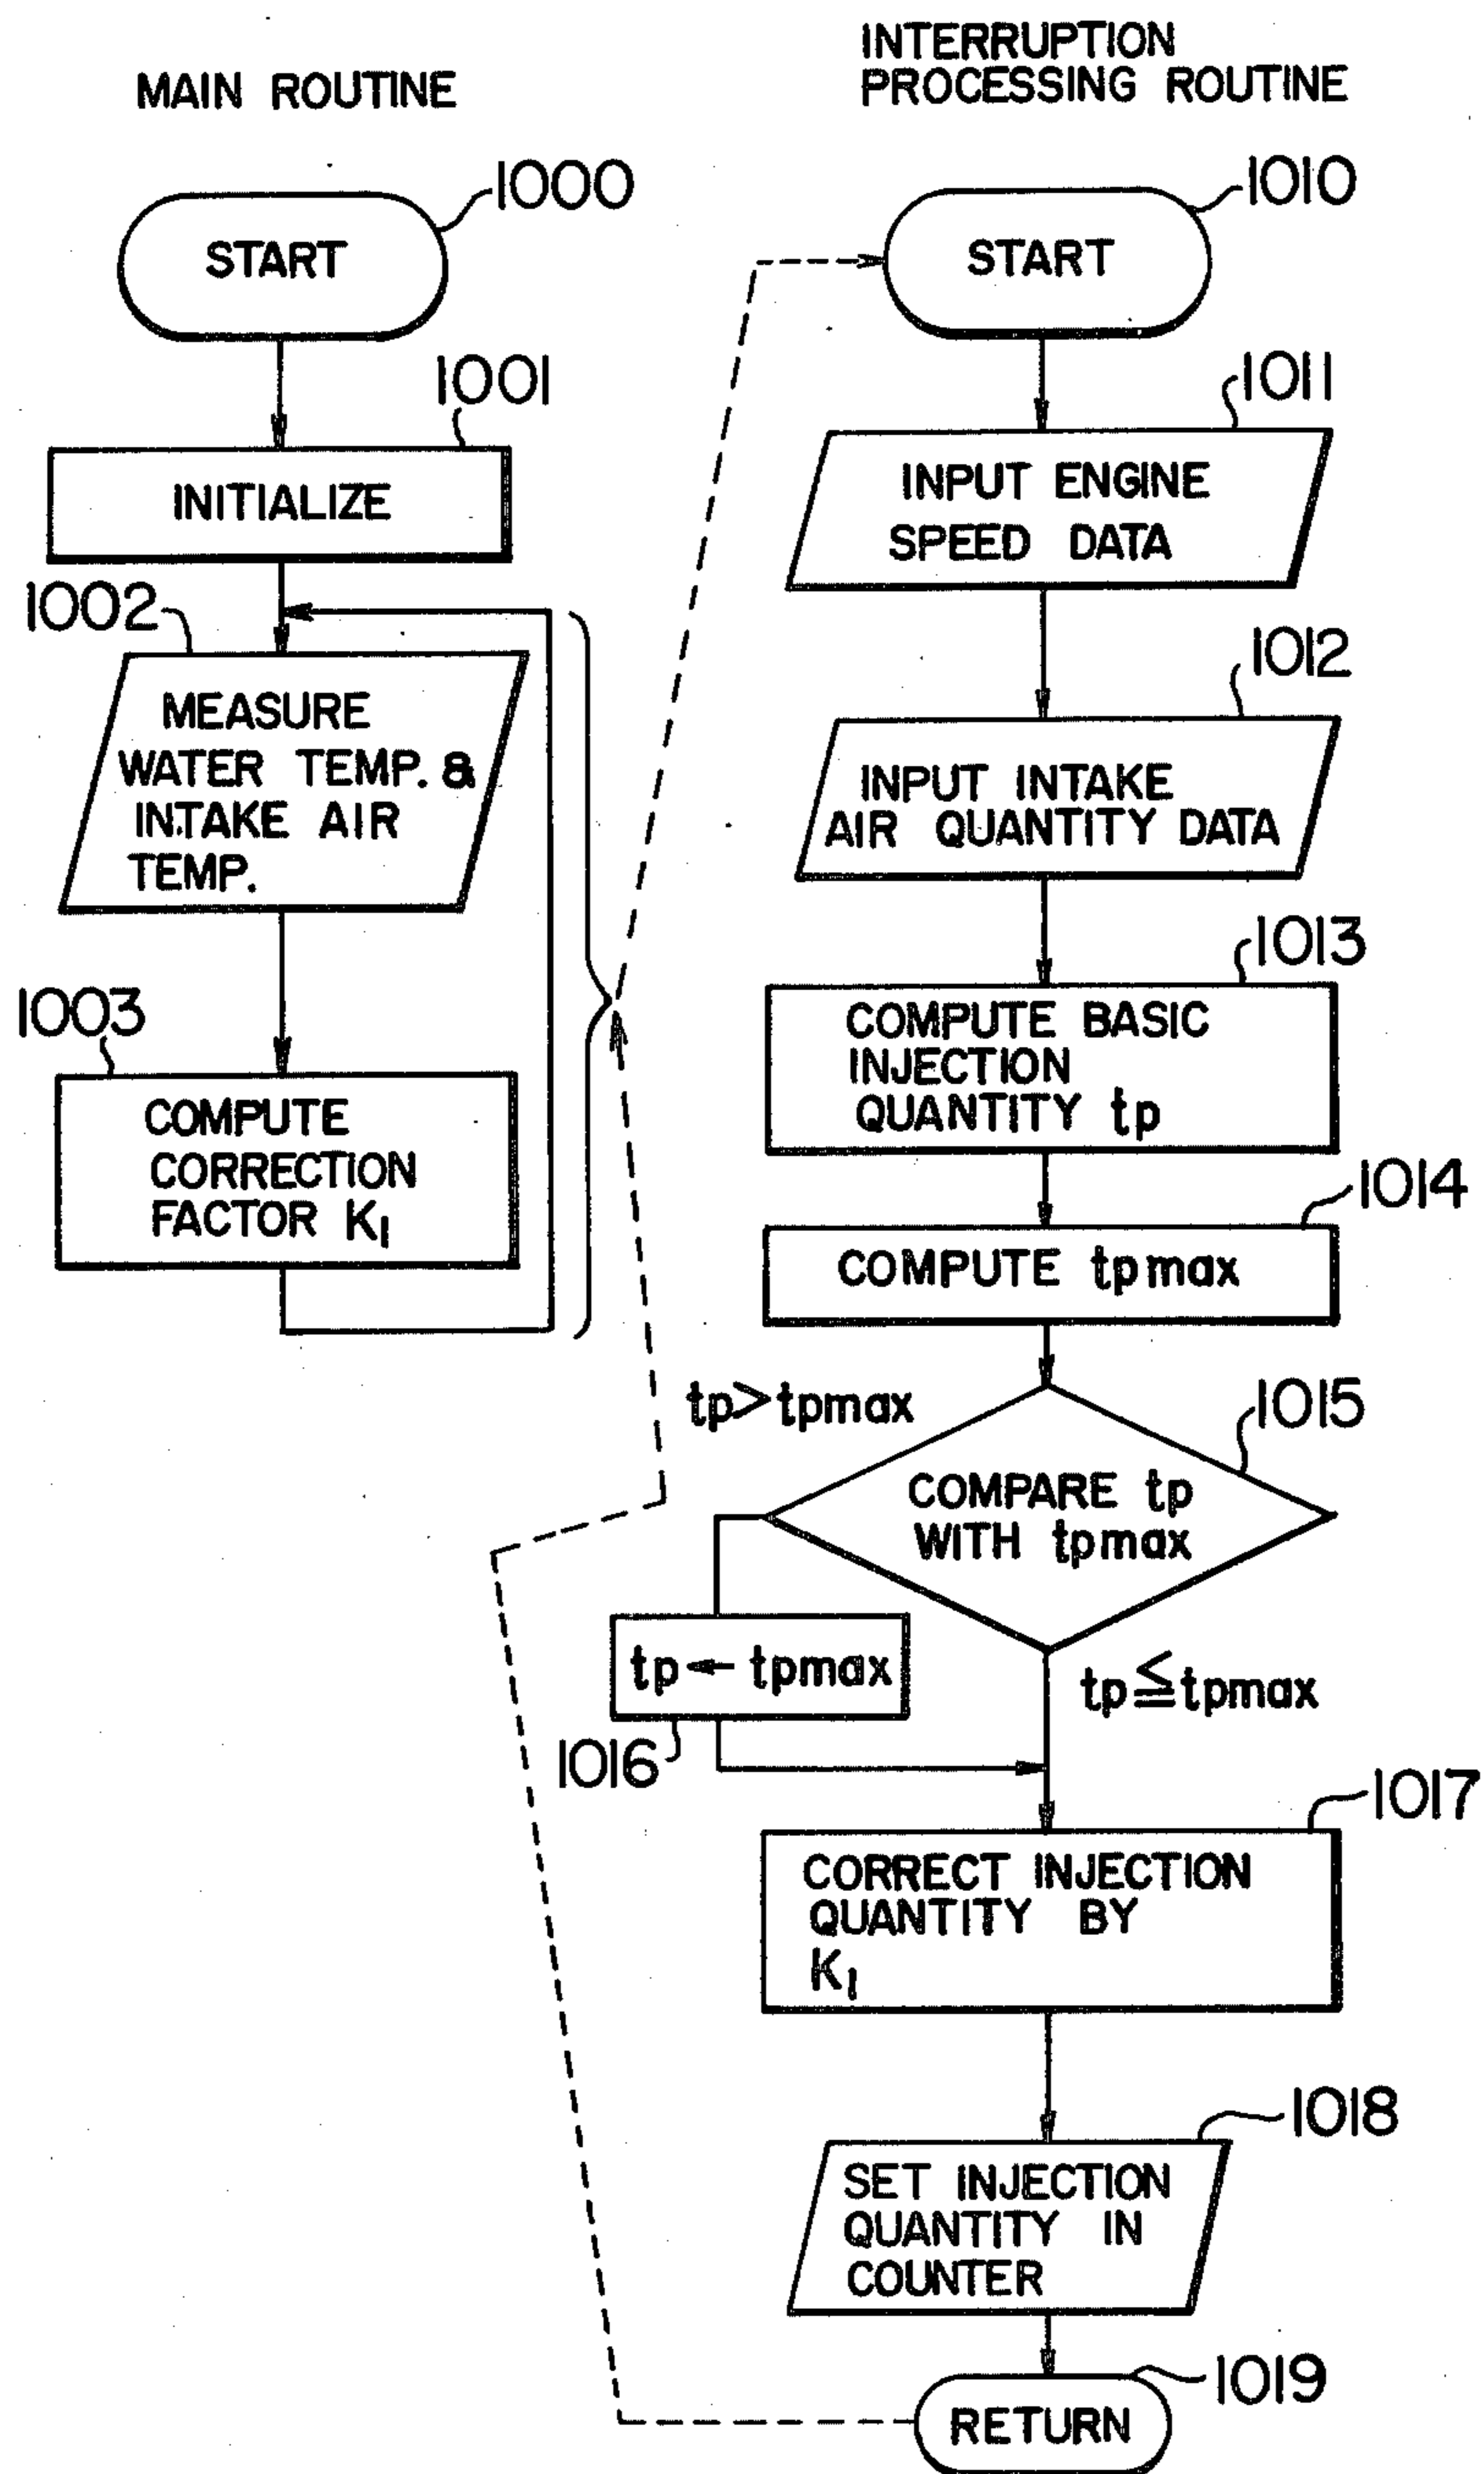 MAIN ROUTINE
1000
START
1001
INITIALIZE
1002
MEASURE
WATER TEMP. &
INTAKE AIR
TEMP.
1003
COMPUTE
CORRECTION
FACTOR K1
INTERRUPTION
PROCESSING ROUTINE
1010
START
1011
INPUT ENGINE
SPEED DATA
1012
INPUT INTAKE
AIR QUANTITY DATA
1013
COMPUTE BASIC
INJECTION
QUANTITY tp
1014
COMPUTE tpmax
tp>tpmax
1015
COMPARE tp
WITH tpmax
tp← tpmax
1016
tp≦tpmax
1017
CORRECT INJECTION
QUANTITY BY
K1
1018
SET INJECTION
QUANTITY IN
COUNTER
1019
RETURN